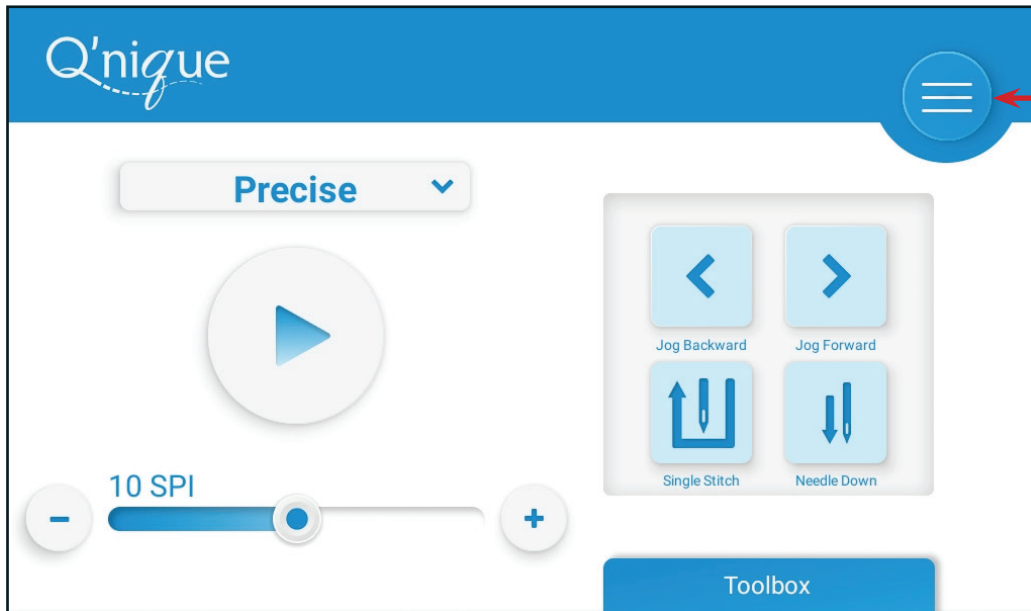 Q'nique
Precise
10 SPI
Jog Backward
Jog Forward
Single Stitch
Needle Down
Toolbox